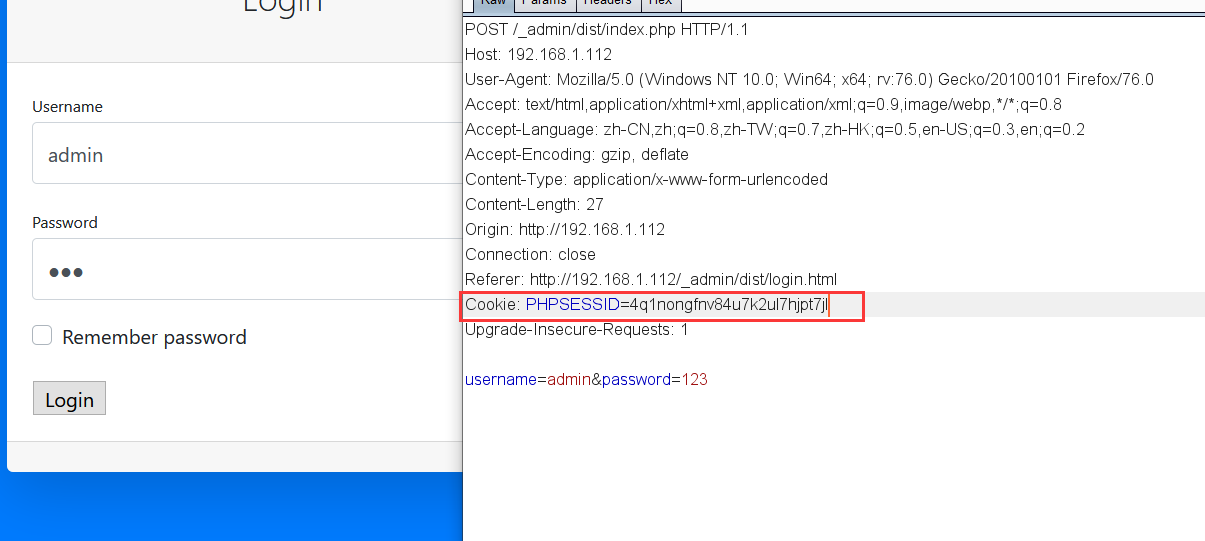 Login
Username
admin
Password
Remember password
Login
Raw Params Headers Hex
POST /_admin/dist/index.php HTTP/1.1
Host: 192.168.1.112
User-Agent: Mozilla/5.0 (Windows NT 10.0; Win64; x64; rv:76.0) Gecko/20100101 Firefox/76.0
Accept: text/html,application/xhtml+xml,application/xml;q=0.9,image/webp,*/*;q=0.8
Accept-Language: zh-CN,zh;q=0.8,zh-TW;q=0.7,zh-HK;q=0.5,en-US;q=0.3,en;q=0.2
Accept-Encoding: gzip, deflate
Content-Type: application/x-www-form-urlencoded
Content-Length: 27
Origin: http://192.168.1.112
Connection: close
Referer: http://192.168.1.112/_admin/dist/login.html
Cookie: PHPSESSID=4q1nongfnv84u7k2ul7hjpt7jl
Upgrade-Insecure-Requests: 1
username=admin&password=123